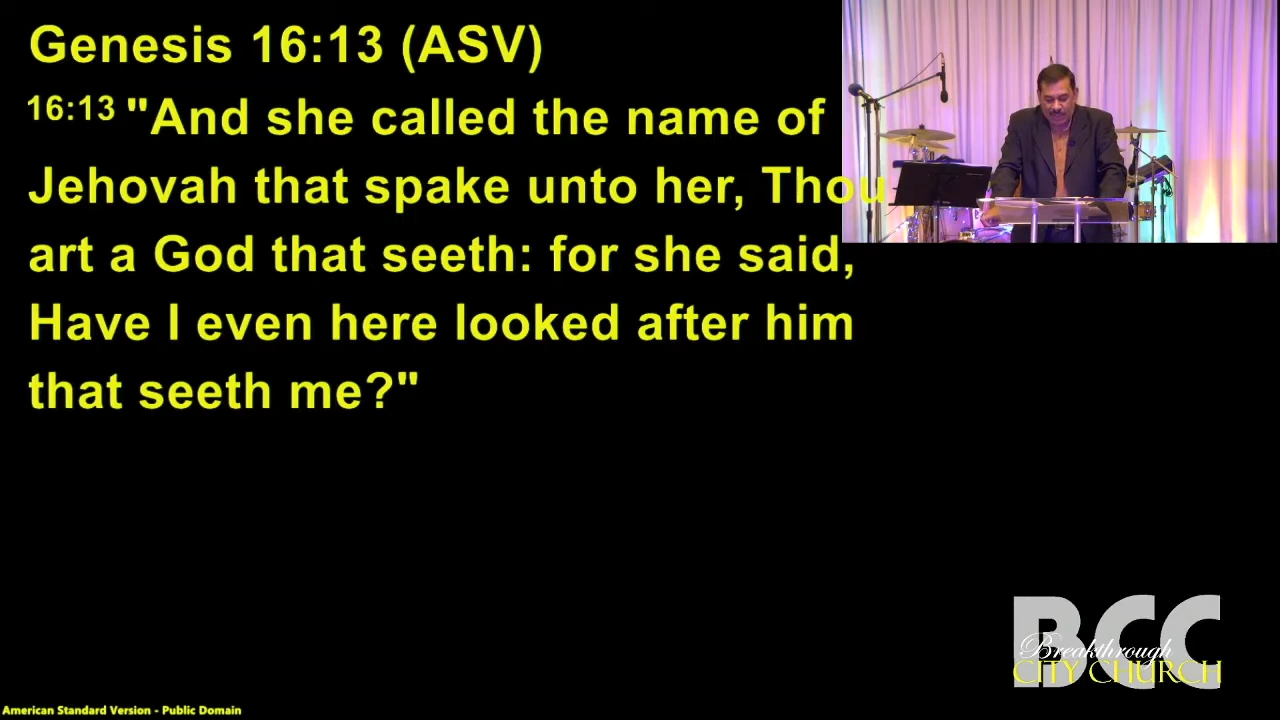 Genesis 16:13 (ASV)
16:13 "And she called the name of
Jehovah that spake unto her, Thou
art a God that seeth: for she said,
Have I even here looked after him
that seeth me?"
BCC
Breakthrough
CITY CHURCH
American Standard Version - Public Domain